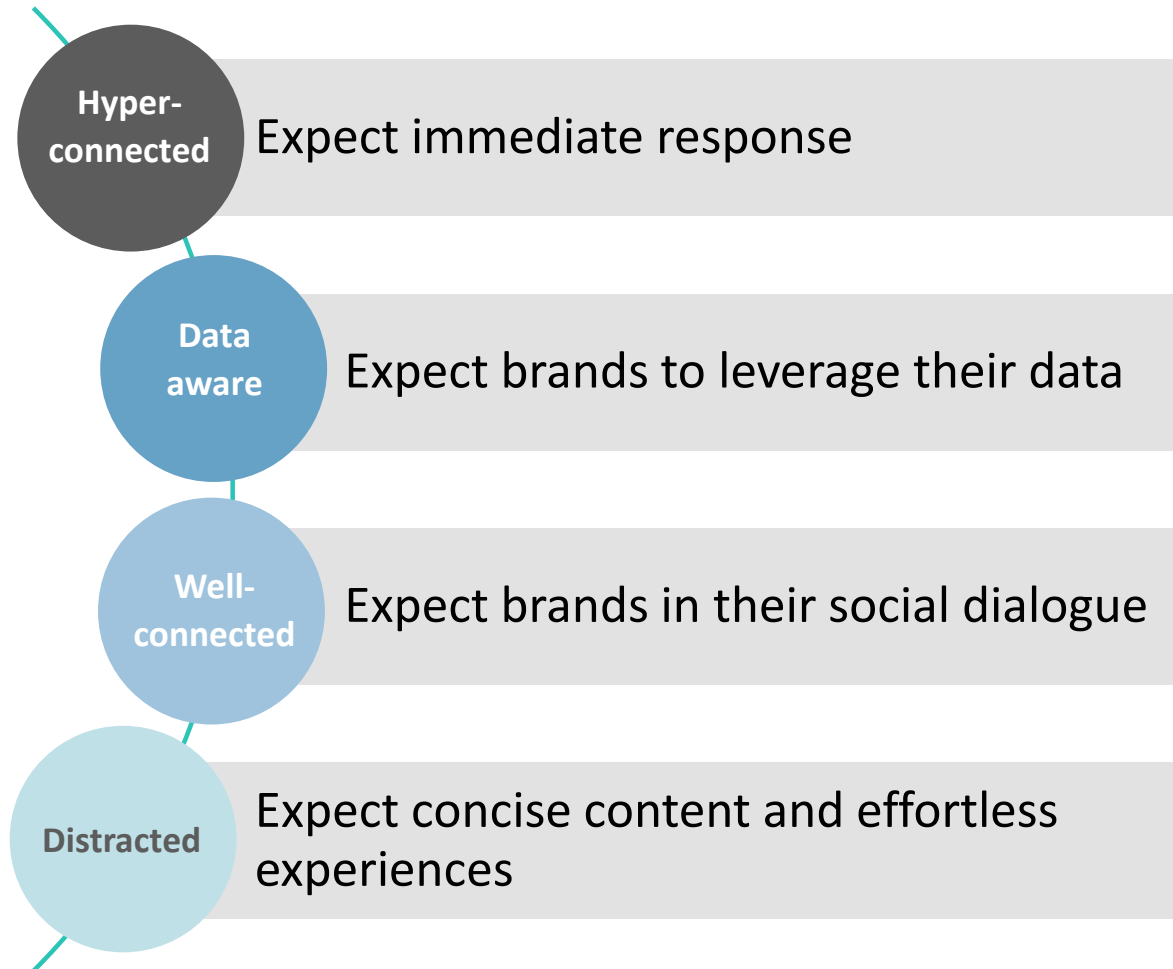 Hyper-
connected
Expect immediate response
Data
aware
Expect brands to leverage their data
Well-
connected
Expect brands in their social dialogue
Distracted
Expect concise content and effortless
experiences